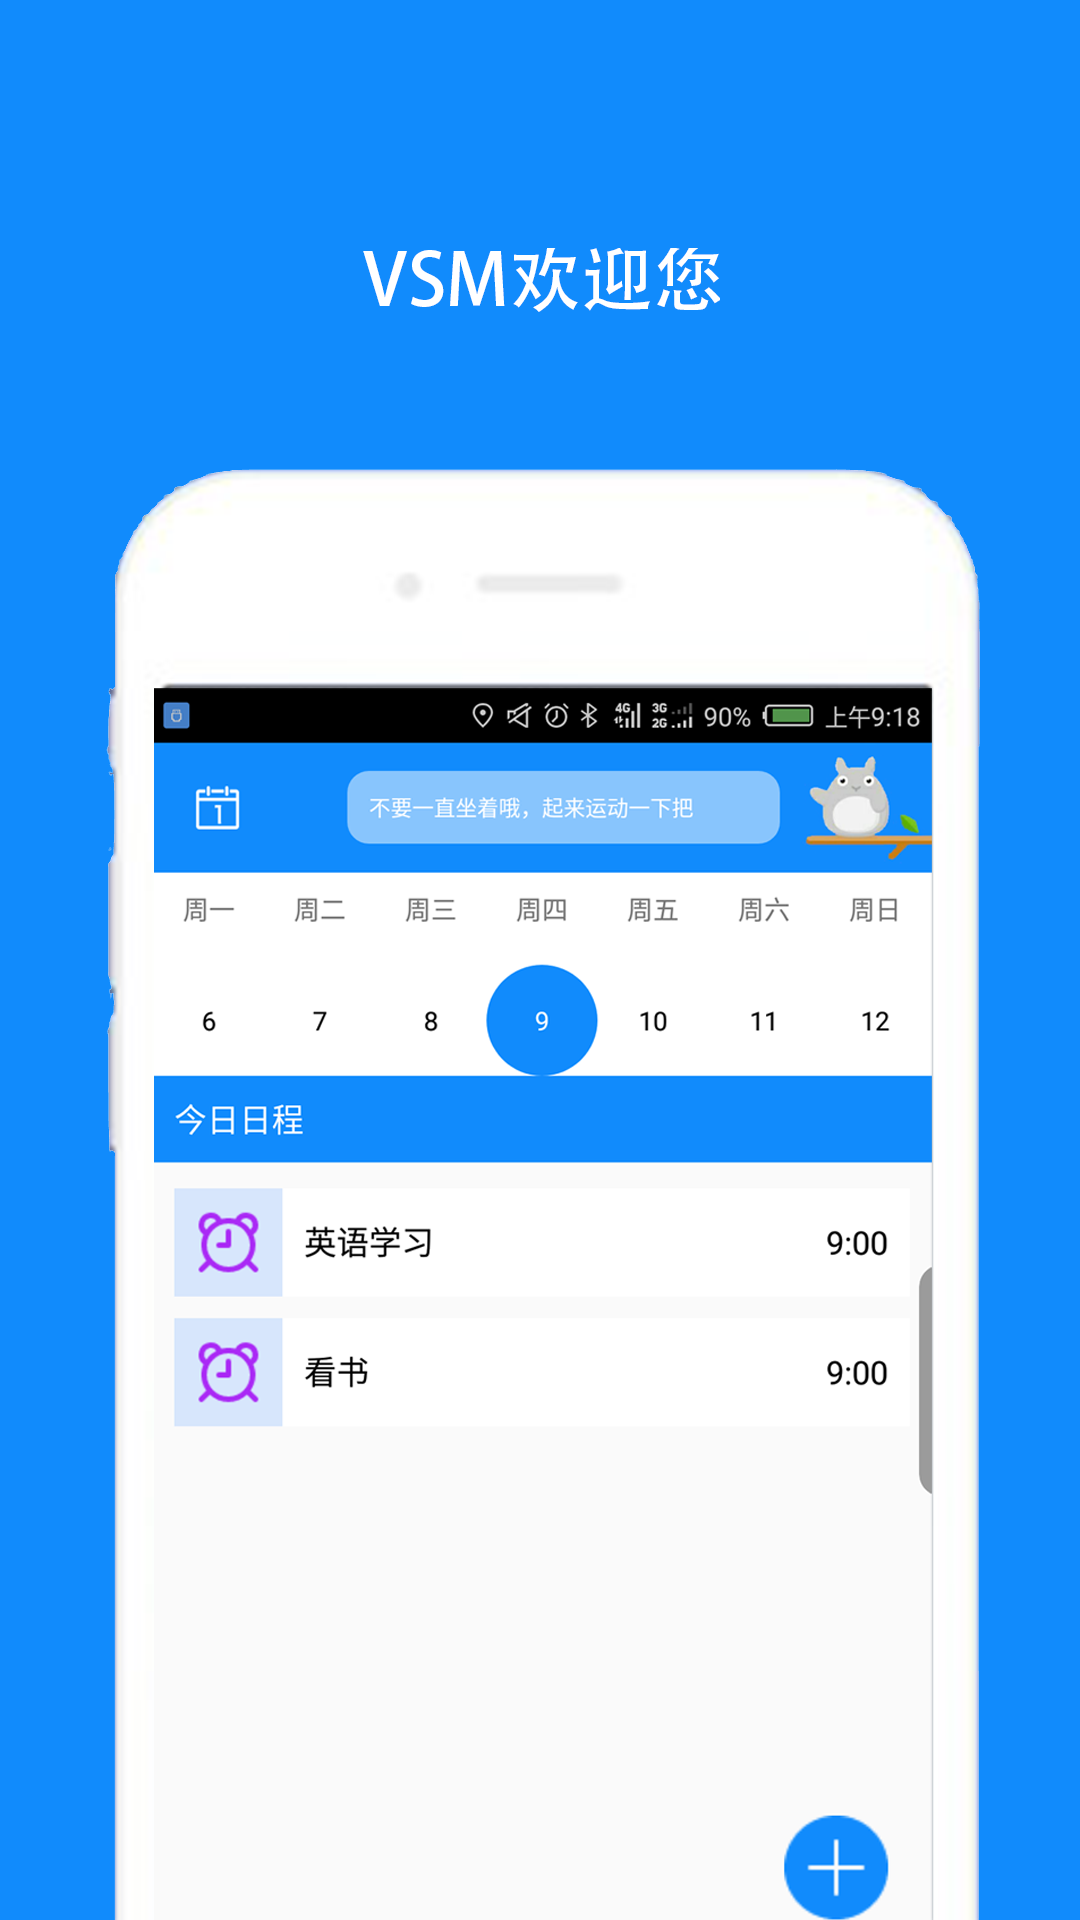 VSM欢迎您
4G 3G 2G 90% 上午9:18
1 不要一直坐着哦，起来运动一下把
周一 周二 周三 周四 周五 周六 周日
6 7 8 9 10 11 12
今日日程
英语学习 9:00
看书 9:00